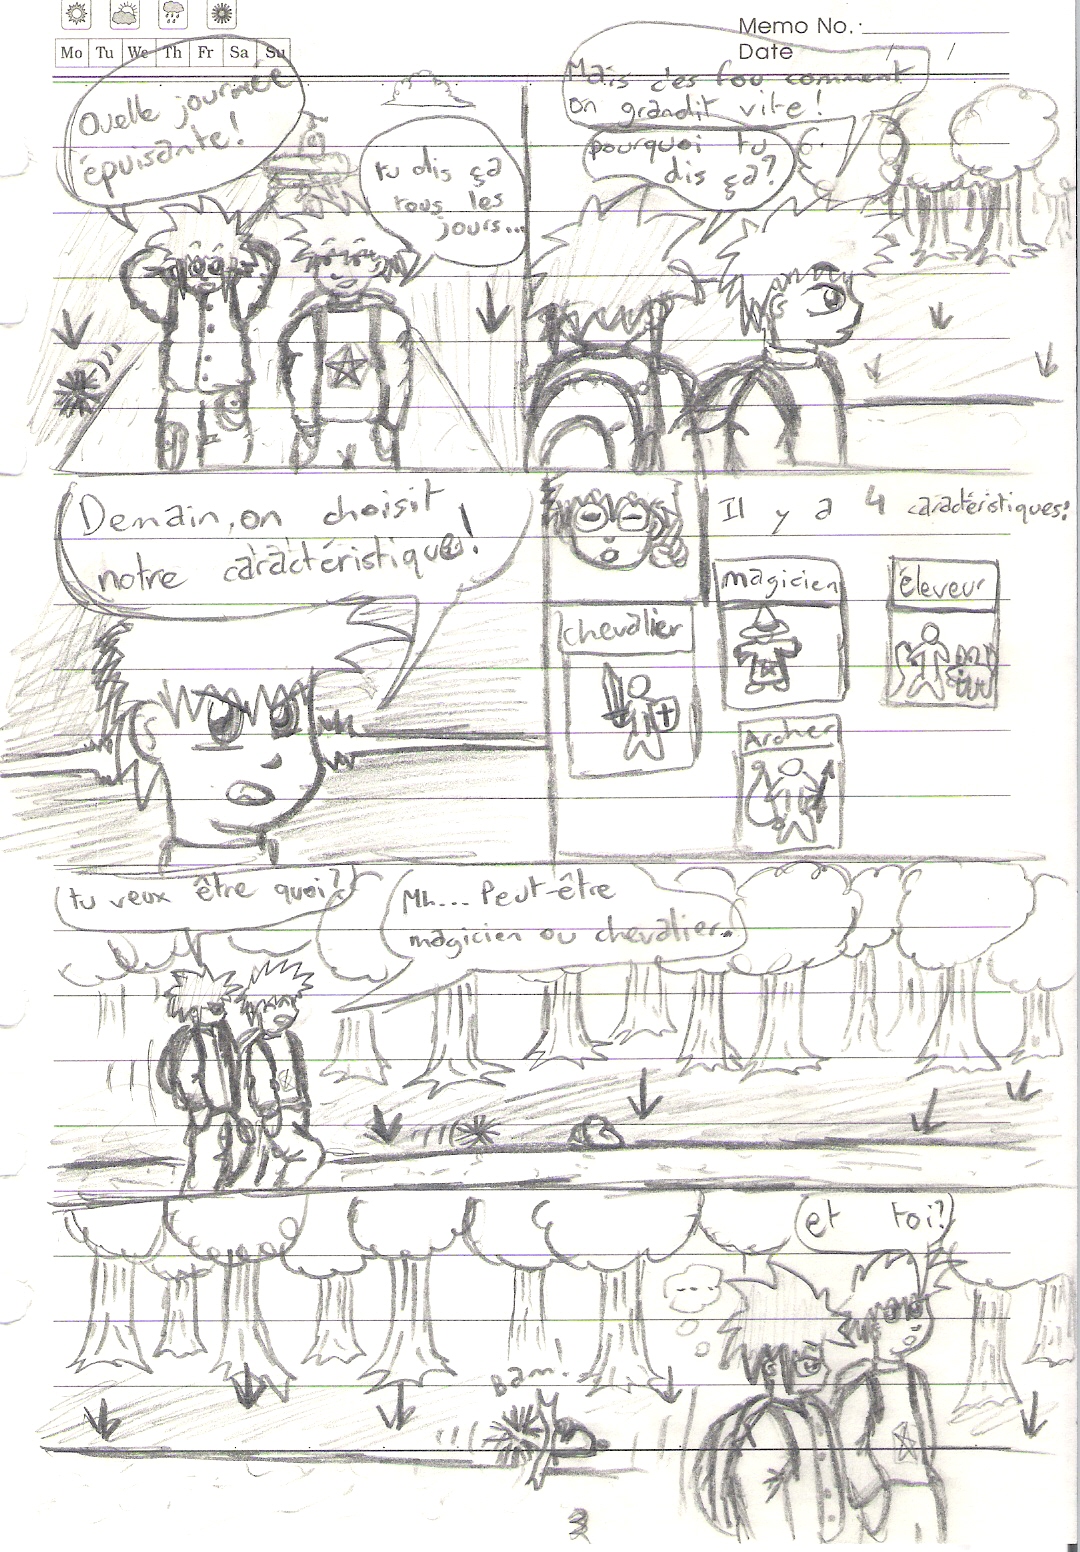 Mo Tu We Th Fr Sa Su
Memo No. :
Date / /
Quelle journée
épuisante!
tu dis ça
tous les
jours...
Mais c'es fou comment
on grandit vite!
pourquoi tu
dis ça?
Demain, on choisit
notre caractéristique!
Il y a 4 caractéristiques:
magicien
éleveur
chevalier
Archer
tu veux être quoi?
Mh... Peut-être
magicien ou chevalier.
et toi?
...
Bam!
3